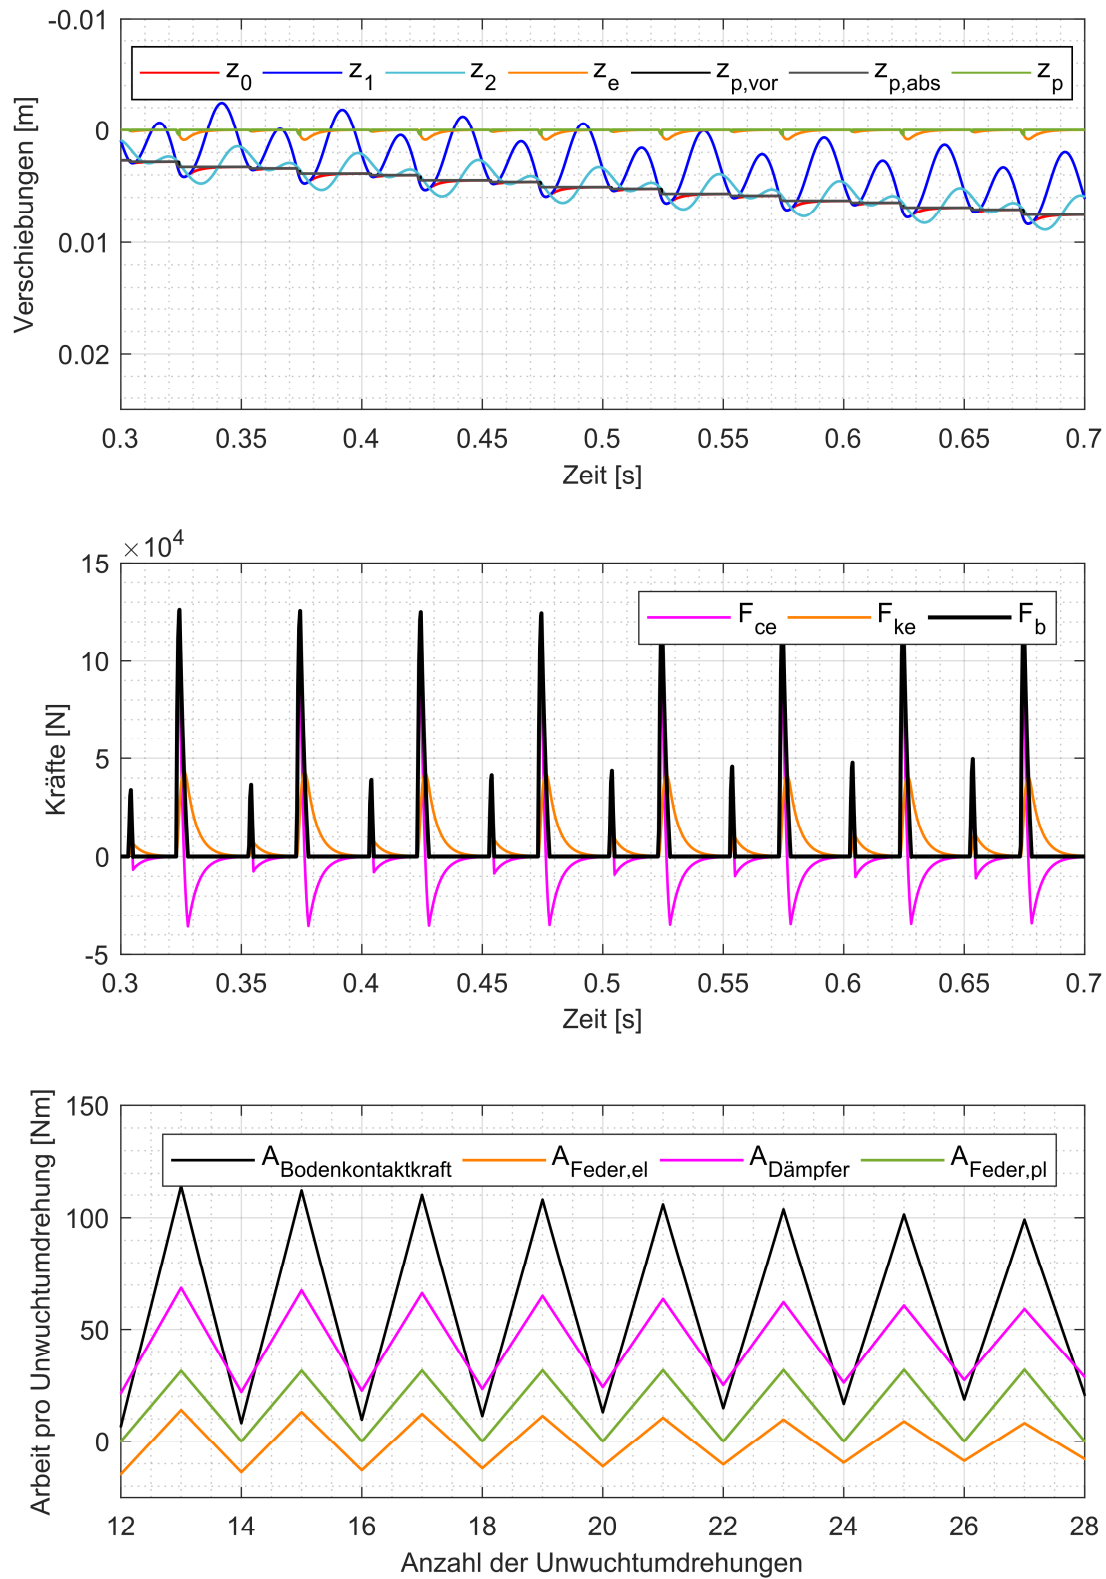 -0.01
z0 z1 z2 ze zp,vor zp,abs zp
0
0.01
0.02
Verschiebungen [m]
0.3 0.35 0.4 0.45 0.5 0.55 0.6 0.65 0.7
Zeit [s]
×10^4
15
Fce Fke Fb
10
5
0
-5
Kräfte [N]
0.3 0.35 0.4 0.45 0.5 0.55 0.6 0.65 0.7
Zeit [s]
150
ABodenkontaktkraft AFeder,el ADämpfer AFeder,pl
100
50
0
Arbeit pro Unwuchtumdrehung [Nm]
12 14 16 18 20 22 24 26 28
Anzahl der Unwuchtumdrehungen